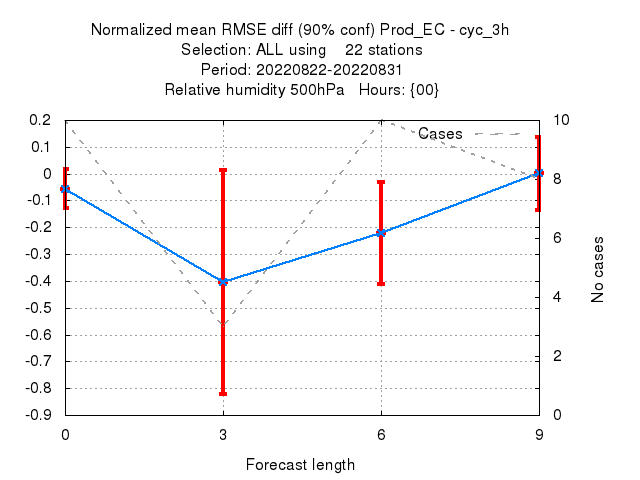 Normalized mean RMSE diff (90% conf) Prod_EC - cyc_3h
Selection: ALL using 22 stations
Period: 20220822-20220831
Relative humidity 500hPa Hours: {00}
0.2
0.1
0
-0.1
-0.2
-0.3
-0.4
-0.5
-0.6
-0.7
-0.8
-0.9
Cases
10
8
6
4
2
0
No cases
0 3 6 9
Forecast length